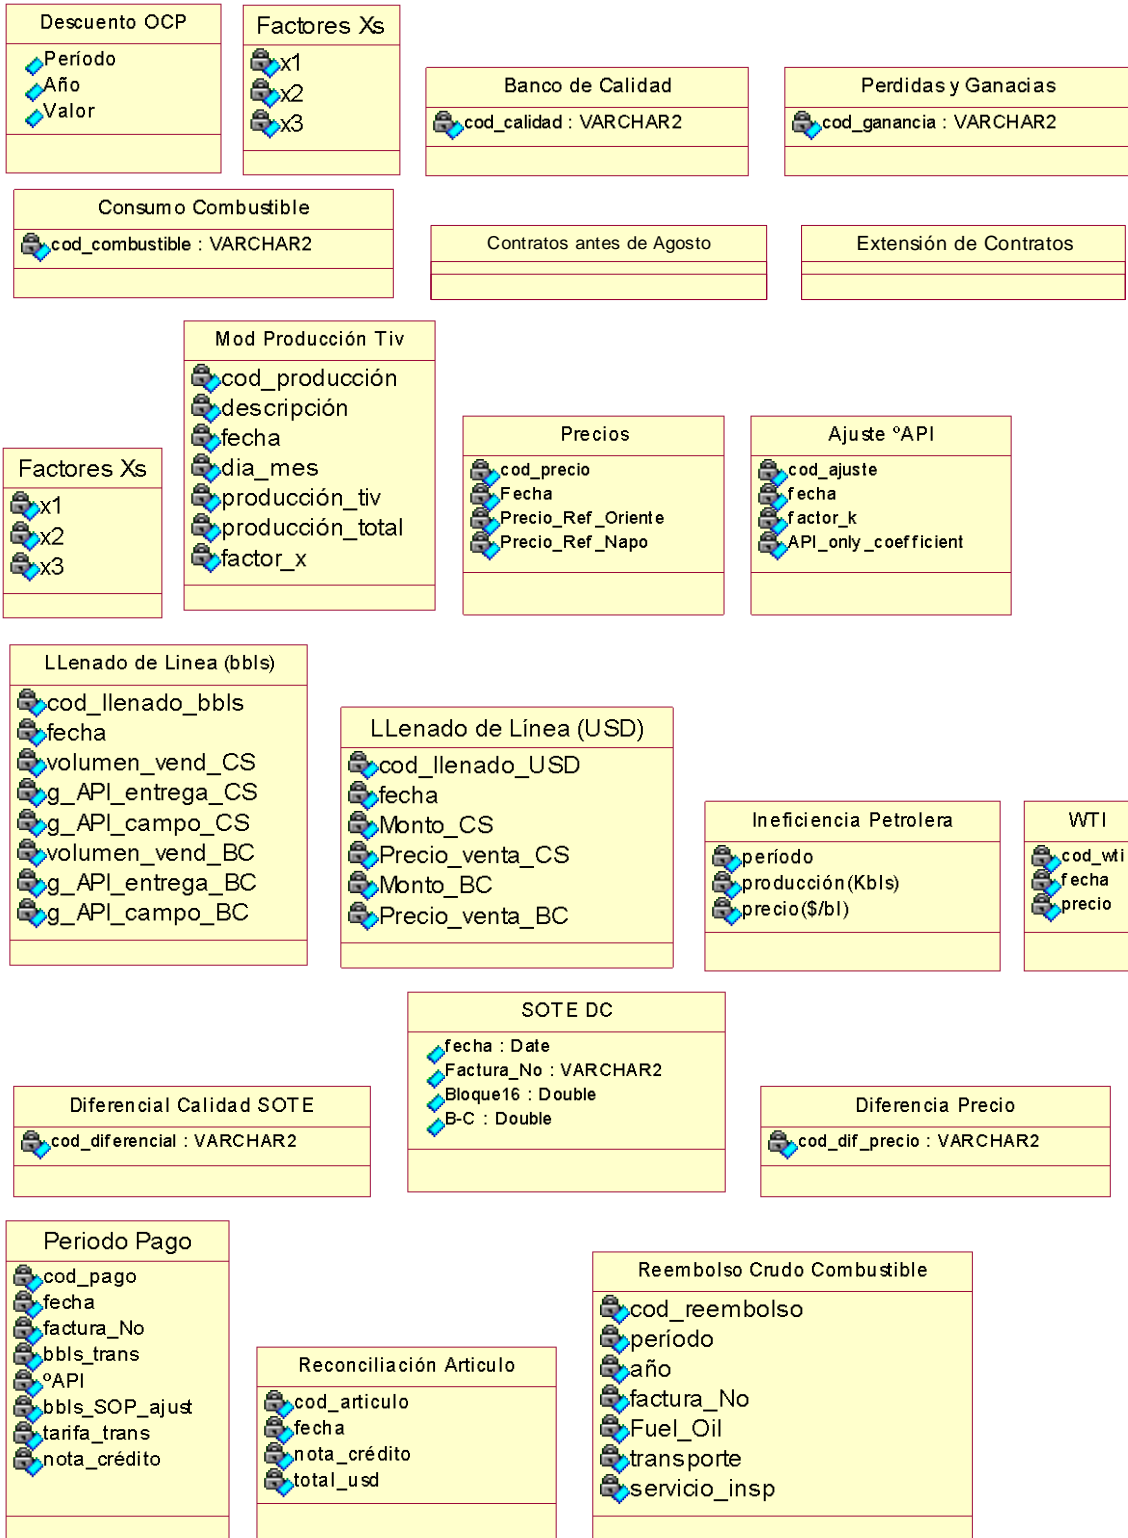 Descuento OCP
Período
Año
Valor
Factores Xs
x1
x2
x3
Banco de Calidad
cod_calidad : VARCHAR2
Perdidas y Ganacias
cod_ganancia : VARCHAR2
Consumo Combustible
cod_combustible : VARCHAR2
Contratos antes de Agosto
Extensión de Contratos
Factores Xs
x1
x2
x3
Mod Producción Tiv
cod_producción
descripción
fecha
dia_mes
producción_tiv
producción_total
factor_x
Precios
cod_precio
Fecha
Precio_Ref_Oriente
Precio_Ref_Napo
Ajuste ºAPI
cod_ajuste
fecha
factor_k
API_only_coefficient
LLenado de Linea (bbls)
cod_llenado_bbls
fecha
volumen_vend_CS
g_API_entrega_CS
g_API_campo_CS
volumen_vend_BC
g_API_entrega_BC
g_API_campo_BC
LLenado de Línea (USD)
cod_llenado_USD
fecha
Monto_CS
Precio_venta_CS
Monto_BC
Precio_venta_BC
Ineficiencia Petrolera
período
producción(Kbls)
precio($/bl)
WTI
cod_wti
fecha
precio
Diferencial Calidad SOTE
cod_diferencial : VARCHAR2
SOTE DC
fecha : Date
Factura_No : VARCHAR2
Bloque16 : Double
B-C : Double
Diferencia Precio
cod_dif_precio : VARCHAR2
Periodo Pago
cod_pago
fecha
factura_No
bbls_trans
ºAPI
bbls_SOP_ajust
tarifa_trans
nota_crédito
Reconciliación Articulo
cod_articulo
fecha
nota_crédito
total_usd
Reembolso Crudo Combustible
cod_reembolso
período
año
factura_No
Fuel_Oil
transporte
servicio_insp